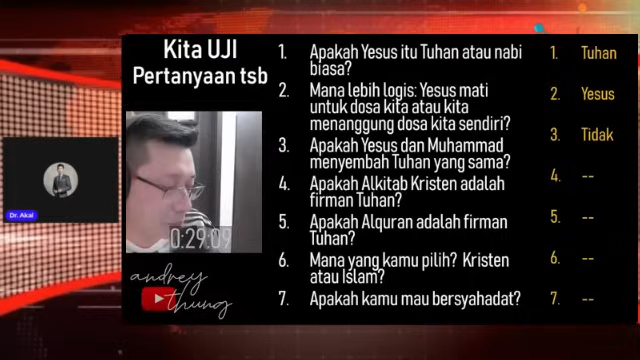 Kita UJI
Pertanyaan tsb
1. Apakah Yesus itu Tuhan atau nabi
biasa?
2. Mana lebih logis: Yesus mati
untuk dosa kita atau kita
menanggung dosa kita sendiri?
3. Apakah Yesus dan Muhammad
menyembah Tuhan yang sama?
4. Apakah Alkitab Kristen adalah
firman Tuhan?
5. Apakah Alquran adalah firman
Tuhan?
6. Mana yang kamu pilih? Kristen
atau Islam?
7. Apakah kamu mau bersyahadat?
1. Tuhan
2. Yesus
3. Tidak
4. --
5. --
6. --
7. --
0:29:09
andrey
thung
Dr. Akal